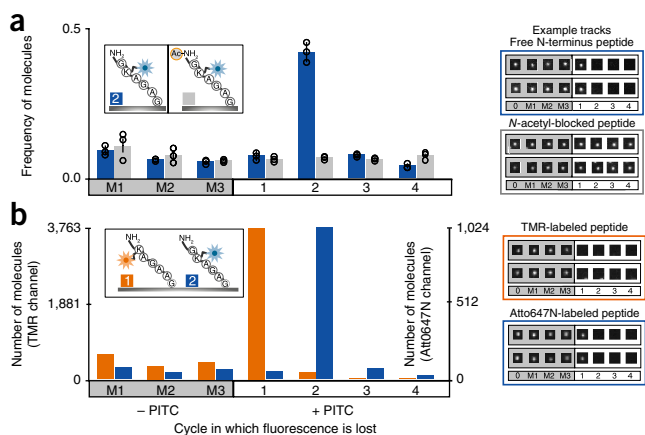 a
Frequency of molecules
0.5
0.0
NH2
G
K
A
G
A
G
2
Ac
NH
G
K
A
G
A
G
M1
M2
M3
1
2
3
4
Example tracks
Free N-terminus peptide
0 M1 M2 M3 1 2 3 4
N-acetyl-blocked peptide
0 M1 M2 M3 1 2 3 4
b
Number of molecules
(TMR channel)
3,763
1,881
0
NH2
K
A
G
A
A
G
1
NH2
G
K
A
G
A
G
2
Number of molecules
(Atto647N channel)
1,024
512
0
M1
M2
M3
1
2
3
4
– PITC
+ PITC
Cycle in which fluorescence is lost
TMR-labeled peptide
0 M1 M2 M3 1 2 3 4
Atto647N-labeled peptide
0 M1 M2 M3 1 2 3 4